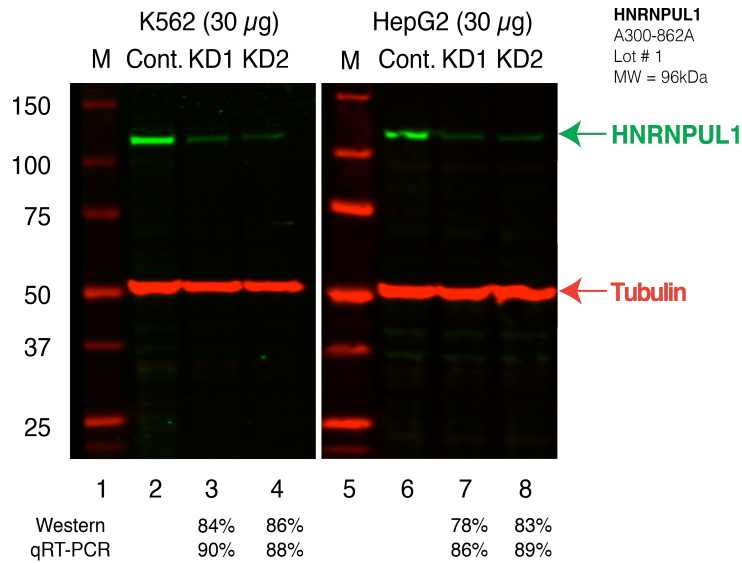 K562 (30 µg) HepG2 (30 µg)
M Cont. KD1 KD2 M Cont. KD1 KD2
HNRNPUL1
A300-862A
Lot # 1
MW = 96kDa
150
100
75
50
37
25
HNRNPUL1
Tubulin
1 2 3 4 5 6 7 8
Western 84% 86% 78% 83%
qRT-PCR 90% 88% 86% 89%